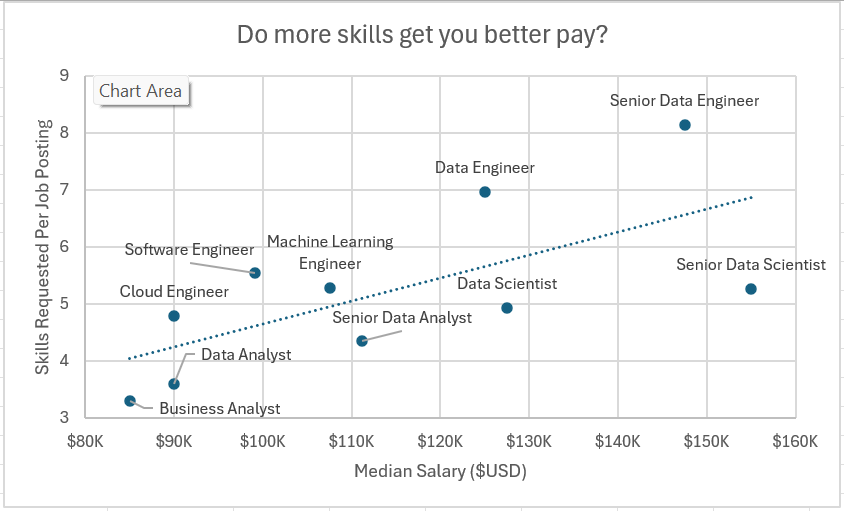 Do more skills get you better pay?
Chart Area
Skills Requested Per Job Posting
9
8
7
6
5
4
3
Senior Data Engineer
Data Engineer
Software Engineer
Machine Learning
Engineer
Senior Data Scientist
Data Scientist
Cloud Engineer
Senior Data Analyst
Data Analyst
Business Analyst
$80K
$90K
$100K
$110K
$120K
$130K
$140K
$150K
$160K
Median Salary ($USD)